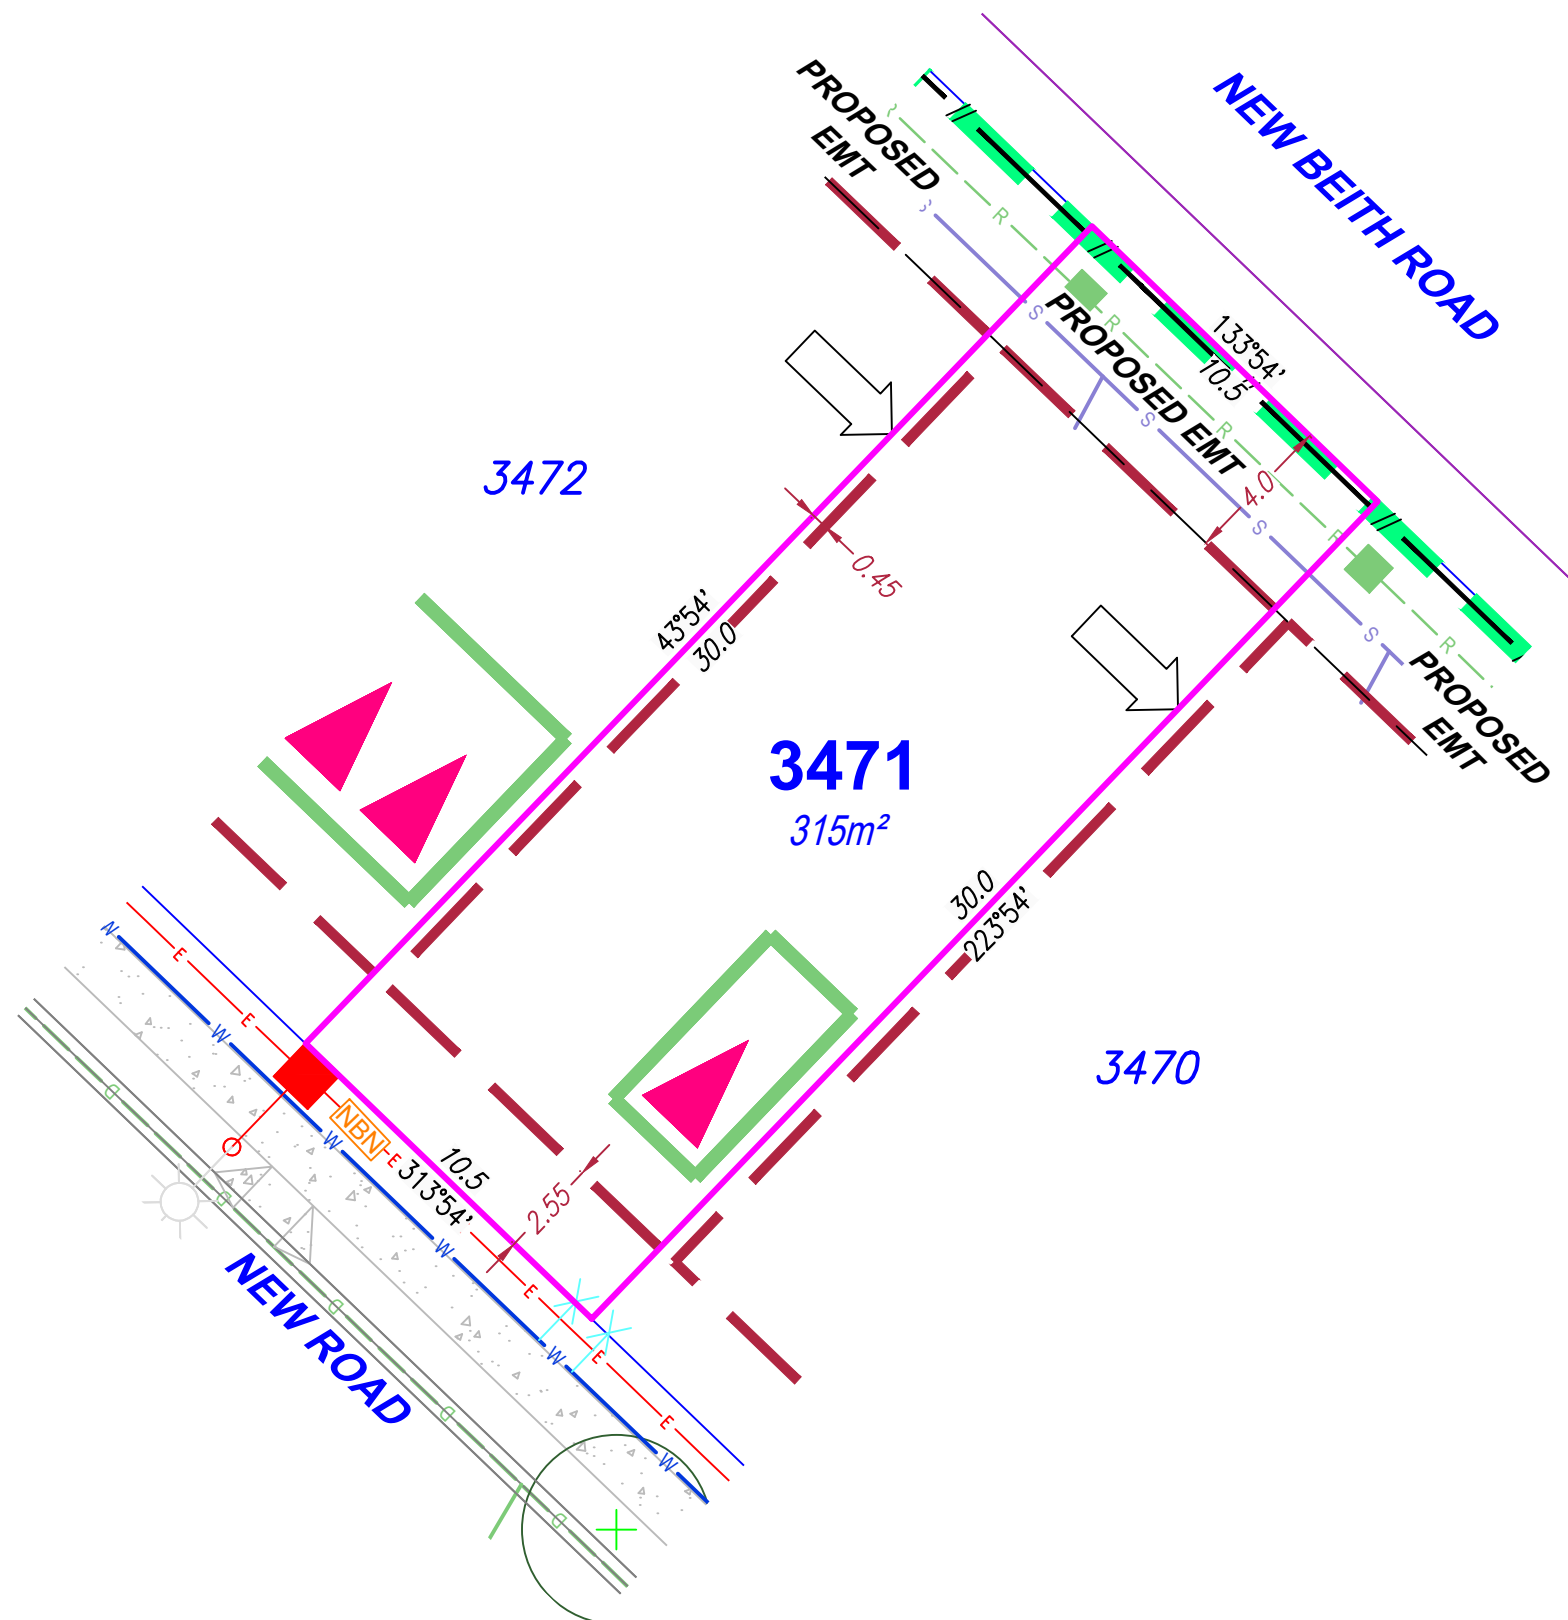 NEW BEITH ROAD
PROPOSED
EMT
R
S
R
133°54'
10.5
S
R
PROPOSED EMT
S
R
4.0
S
R
S
R
PROPOSED
EMT
3472
0.45
43°54'
30.0
3471
315m²
30.0
223°54'
3470
W
E
E
W
NBN
W
E
10.5
313°54'
2.55
W
E
W
E
E
W
D
D
D
D
D
NEW ROAD